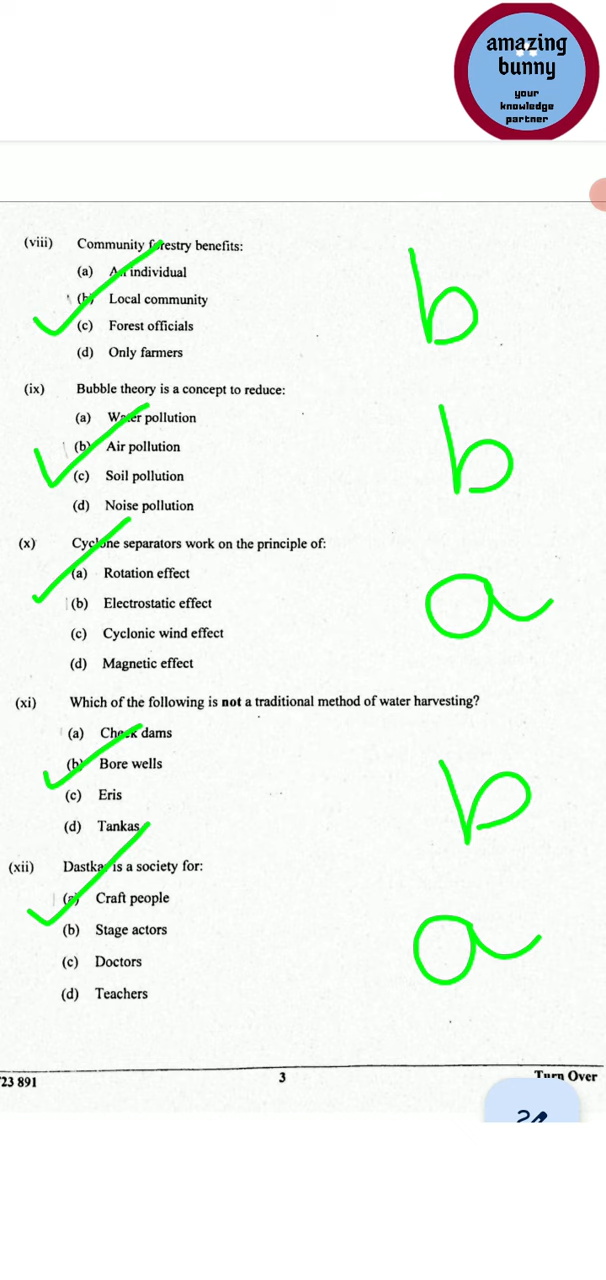 amazing
bunny
your
knowledge
partner
(viii) Community forestry benefits:
(a) An individual
(b) Local community
(c) Forest officials
(d) Only farmers
b
(ix) Bubble theory is a concept to reduce:
(a) Water pollution
(b) Air pollution
(c) Soil pollution
(d) Noise pollution
b
(x) Cyclone separators work on the principle of:
(a) Rotation effect
(b) Electrostatic effect
(c) Cyclonic wind effect
(d) Magnetic effect
a
(xi) Which of the following is not a traditional method of water harvesting?
(a) Check dams
(b) Bore wells
(c) Eris
(d) Tankas
b
(xii) Dastkar is a society for:
(a) Craft people
(b) Stage actors
(c) Doctors
(d) Teachers
a
23 891 3 Turn Over